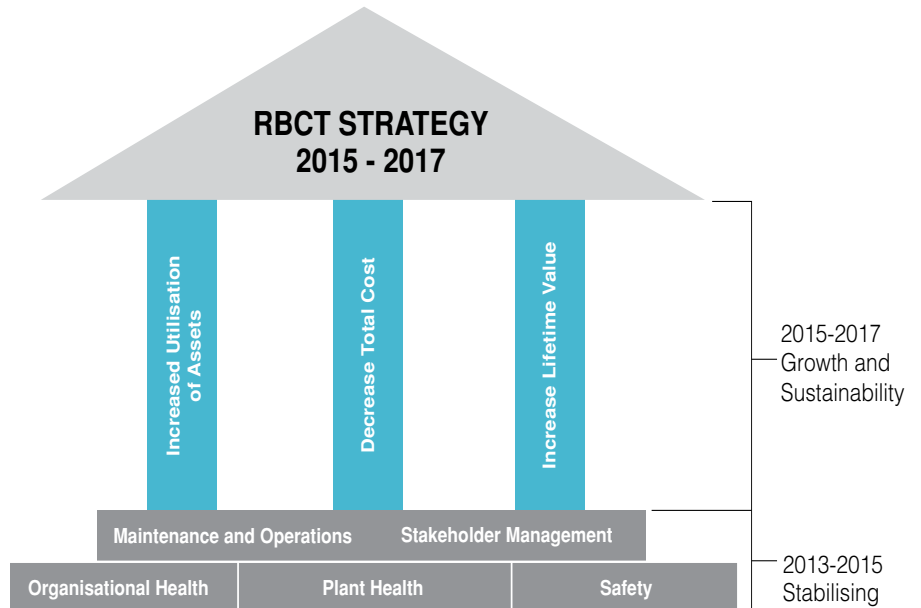 RBCT STRATEGY
2015 - 2017
Increased Utilisation
of Assets
Decrease Total Cost
Increase Lifetime Value
2015-2017
Growth and
Sustainability
Maintenance and Operations
Stakeholder Management
Organisational Health
Plant Health
Safety
2013-2015
Stabilising